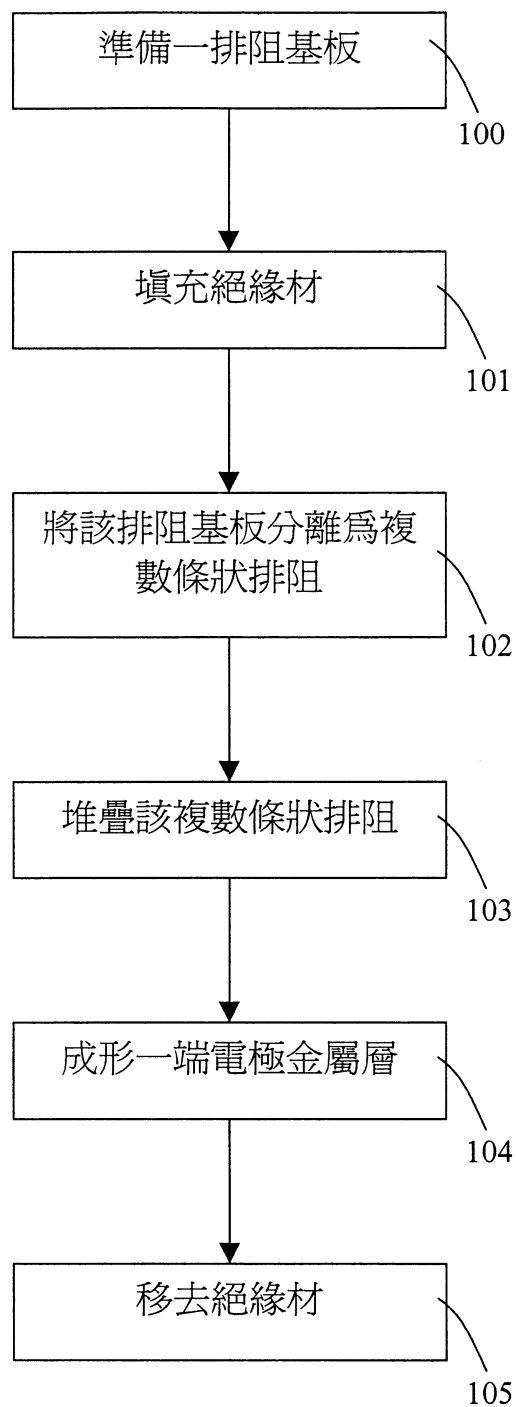 準備一排阻基板
100
填充絕緣材
101
將該排阻基板分離為複
數條狀排阻
102
堆疊該複數條狀排阻
103
成形一端電極金屬層
104
移去絕緣材
105